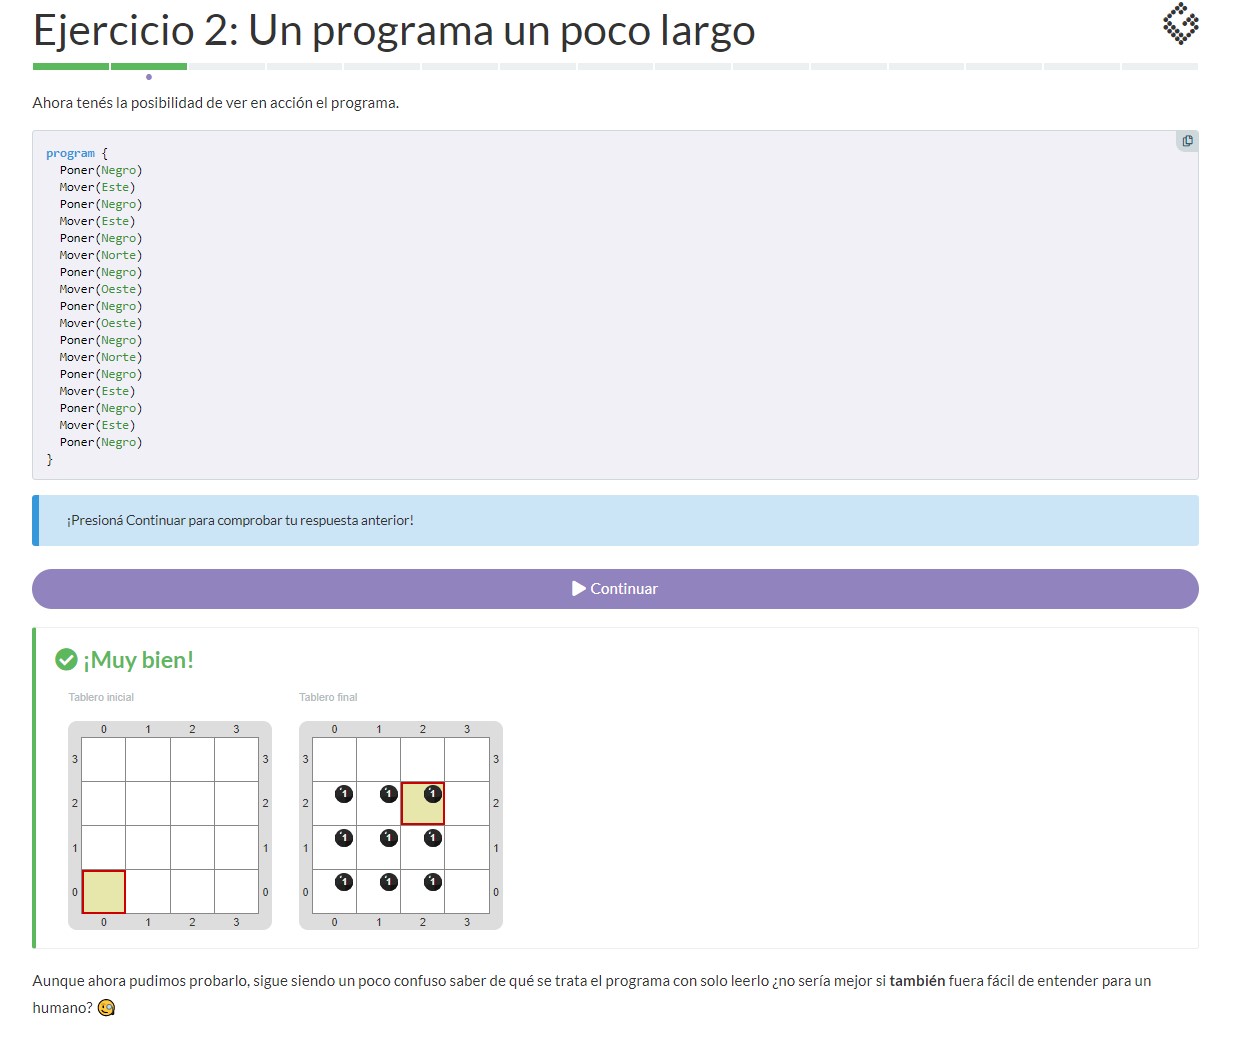 Ejercicio 2: Un programa un poco largo
Ahora tenés la posibilidad de ver en acción el programa.
program {
Poner(Negro)
Mover(Este)
Poner(Negro)
Mover(Este)
Poner(Negro)
Mover(Norte)
Poner(Negro)
Mover(Oeste)
Poner(Negro)
Mover(Oeste)
Poner(Negro)
Mover(Norte)
Poner(Negro)
Mover(Este)
Poner(Negro)
Mover(Este)
Poner(Negro)
}
¡Presioná Continuar para comprobar tu respuesta anterior!
Continuar
¡Muy bien!
Tablero inicial
0 1 2 3
3 3
2 2
1 1
0 0
0 1 2 3
Tablero final
0 1 2 3
3 3
2 1 1 1 2
1 1 1 1 1
0 1 1 1 0
0 1 2 3
Aunque ahora pudimos probarlo, sigue siendo un poco confuso saber de qué se trata el programa con solo leerlo ¿no sería mejor si también fuera fácil de entender para un
humano?